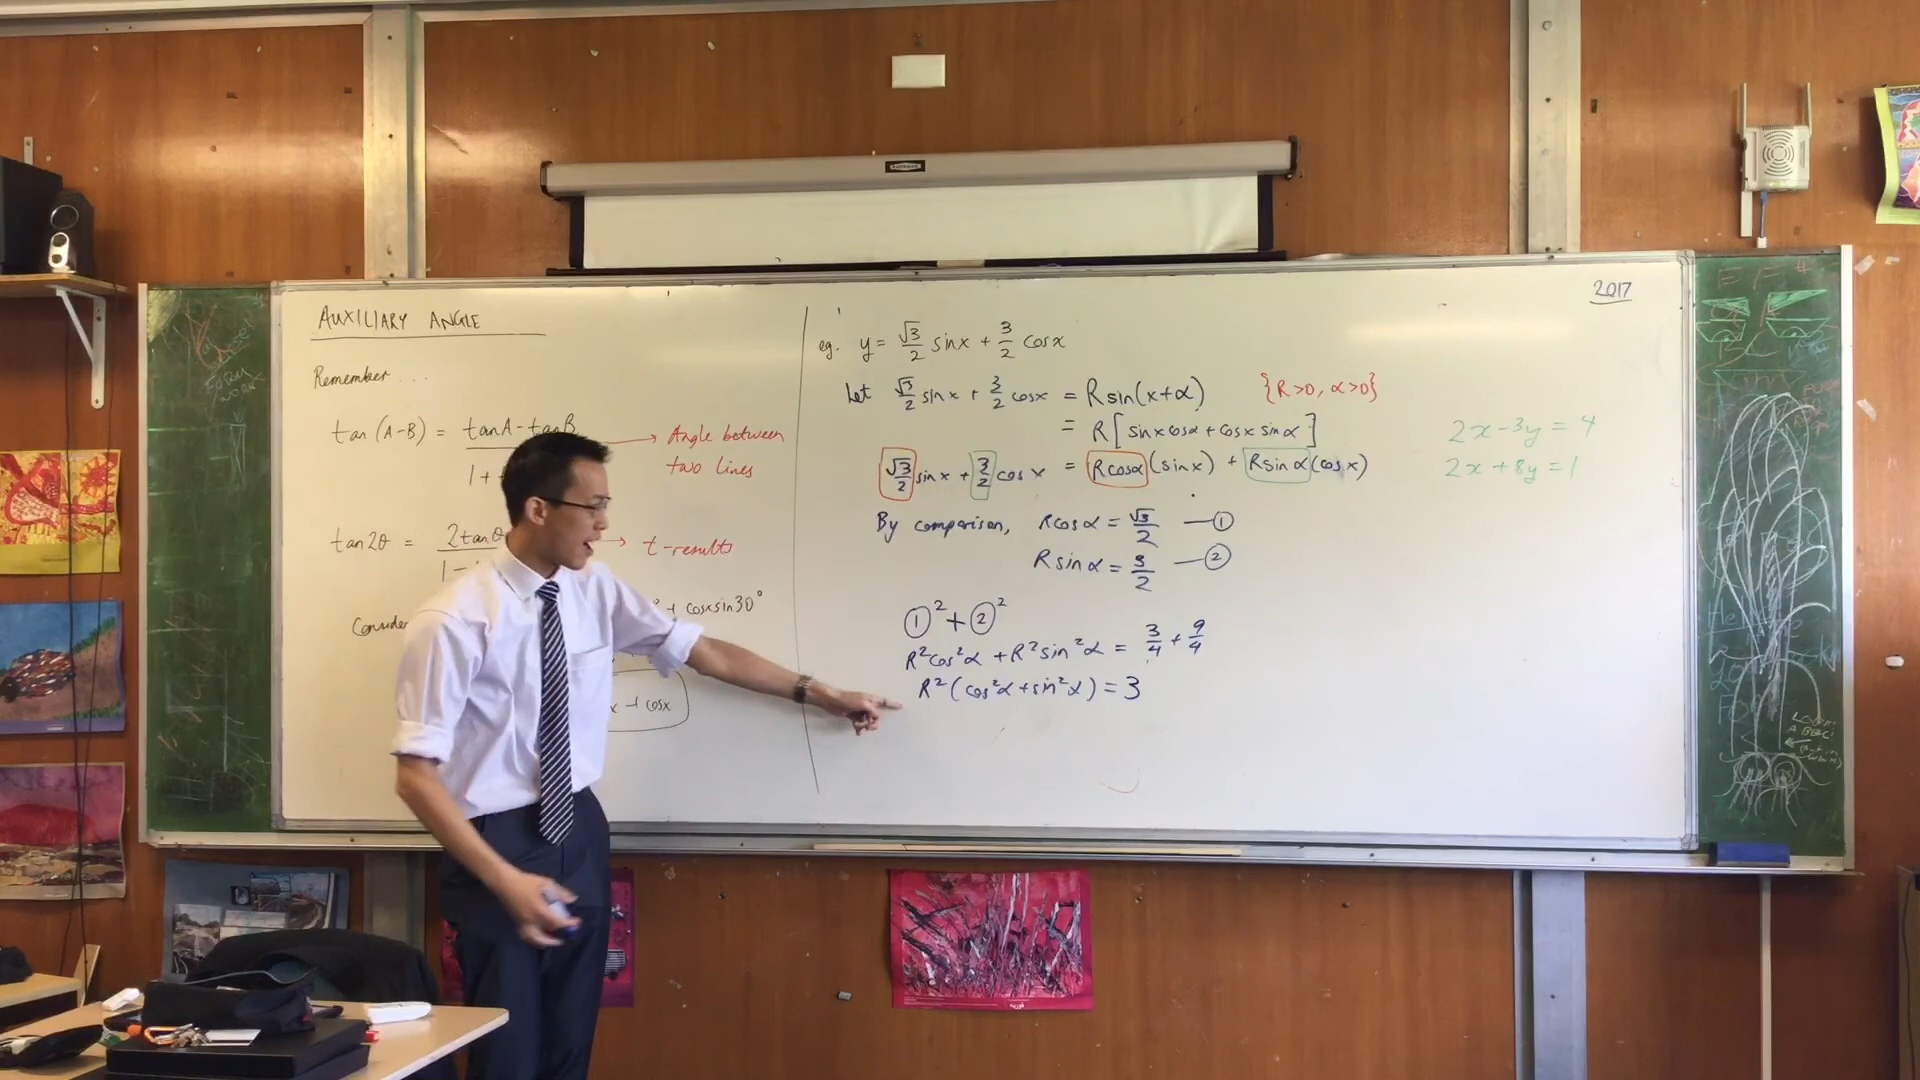 2017
AUXILIARY ANGLE
Remember...
tan(A-B) = tanA - tanB
1+
→ Angle between
two lines
tan2θ = 2tanθ
1-
→ t-results
Consider
+ cosxsin30°
x + cosx
eg. y = √3/2 sinx + 3/2 cosx
Let √3/2 sinx + 3/2 cosx = Rsin(x+α) {R>0, α>0}
= R[sinxcosα + cosxsinα]
√3/2 sinx + 3/2 cosx = Rcosα(sinx) + Rsinα(cosx)
By comparison, Rcosα = √3/2 —①
Rsinα = 3/2 —②
①² + ②²
R²cos²α + R²sin²α = 3/4 + 9/4
R²(cos²α + sin²α) = 3
2x - 3y = 4
2x + 8y = 1